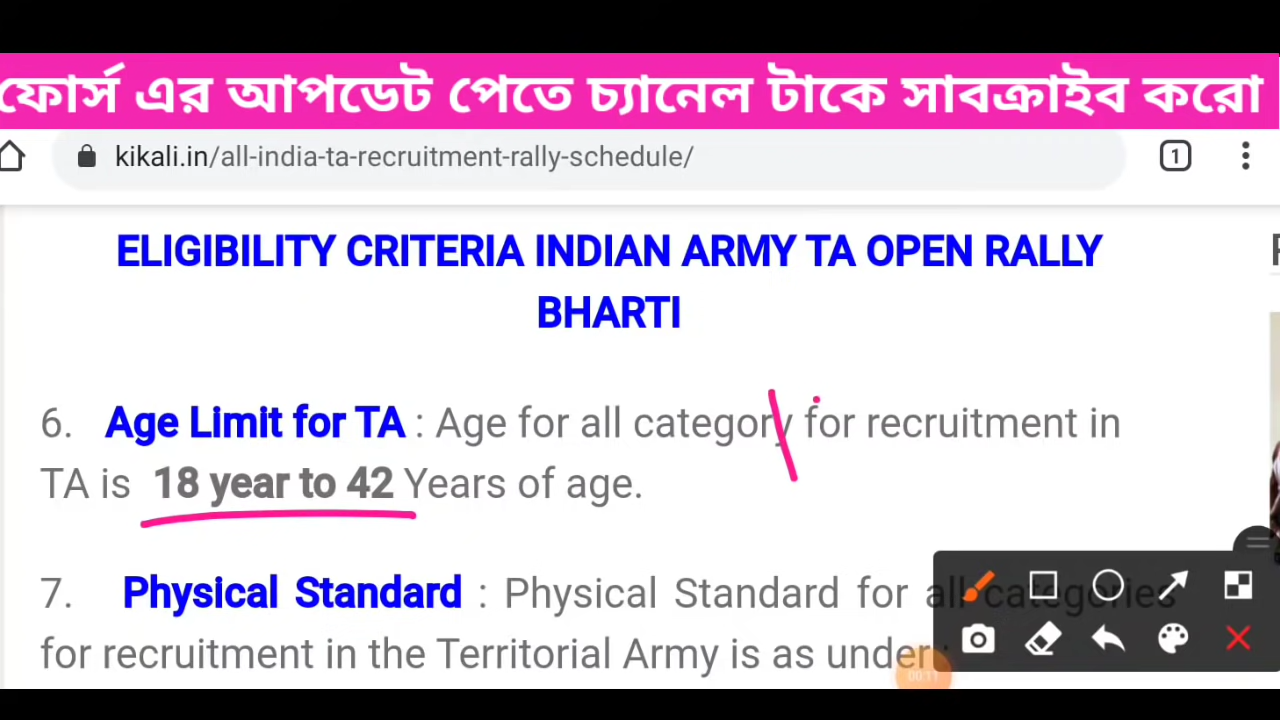 ফোর্স এর আপডেট পেতে চ্যানেল টাকে সাবক্রাইব করো
kikali.in/all-india-ta-recruitment-rally-schedule/
1
ELIGIBILITY CRITERIA INDIAN ARMY TA OPEN RALLY
BHARTI
6. Age Limit for TA : Age for all category for recruitment in
TA is 18 year to 42 Years of age.
7. Physical Standard : Physical Standard for all categories
for recruitment in the Territorial Army is as under :
00:11